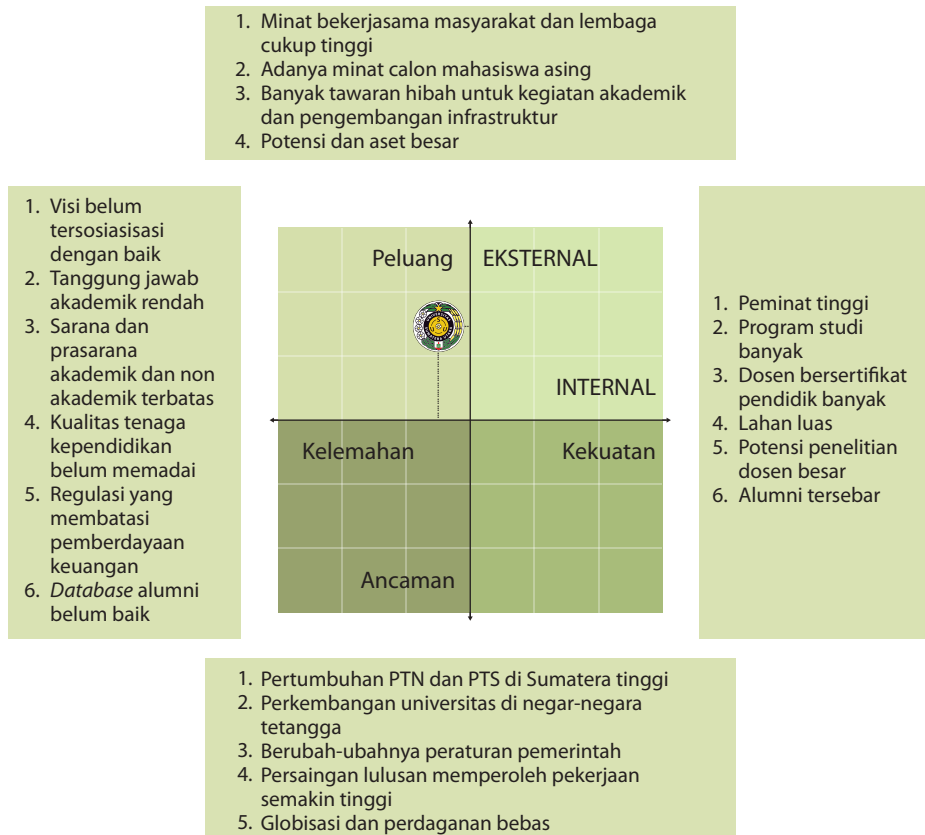 1. Minat bekerjasama masyarakat dan lembaga
cukup tinggi
2. Adanya minat calon mahasiswa asing
3. Banyak tawaran hibah untuk kegiatan akademik
dan pengembangan infrastruktur
4. Potensi dan aset besar
1. Visi belum
tersosiasisasi
dengan baik
2. Tanggung jawab
akademik rendah
3. Sarana dan
prasarana
akademik dan non
akademik terbatas
4. Kualitas tenaga
kependidikan
belum memadai
5. Regulasi yang
membatasi
pemberdayaan
keuangan
6. Database alumni
belum baik
Peluang
EKSTERNAL
INTERNAL
Kelemahan
Kekuatan
Ancaman
1. Peminat tinggi
2. Program studi
banyak
3. Dosen bersertifikat
pendidik banyak
4. Lahan luas
5. Potensi penelitian
dosen besar
6. Alumni tersebar
1. Pertumbuhan PTN dan PTS di Sumatera tinggi
2. Perkembangan universitas di negar-negara
tetangga
3. Berubah-ubahnya peraturan pemerintah
4. Persaingan lulusan memperoleh pekerjaan
semakin tinggi
5. Globisasi dan perdaganan bebas